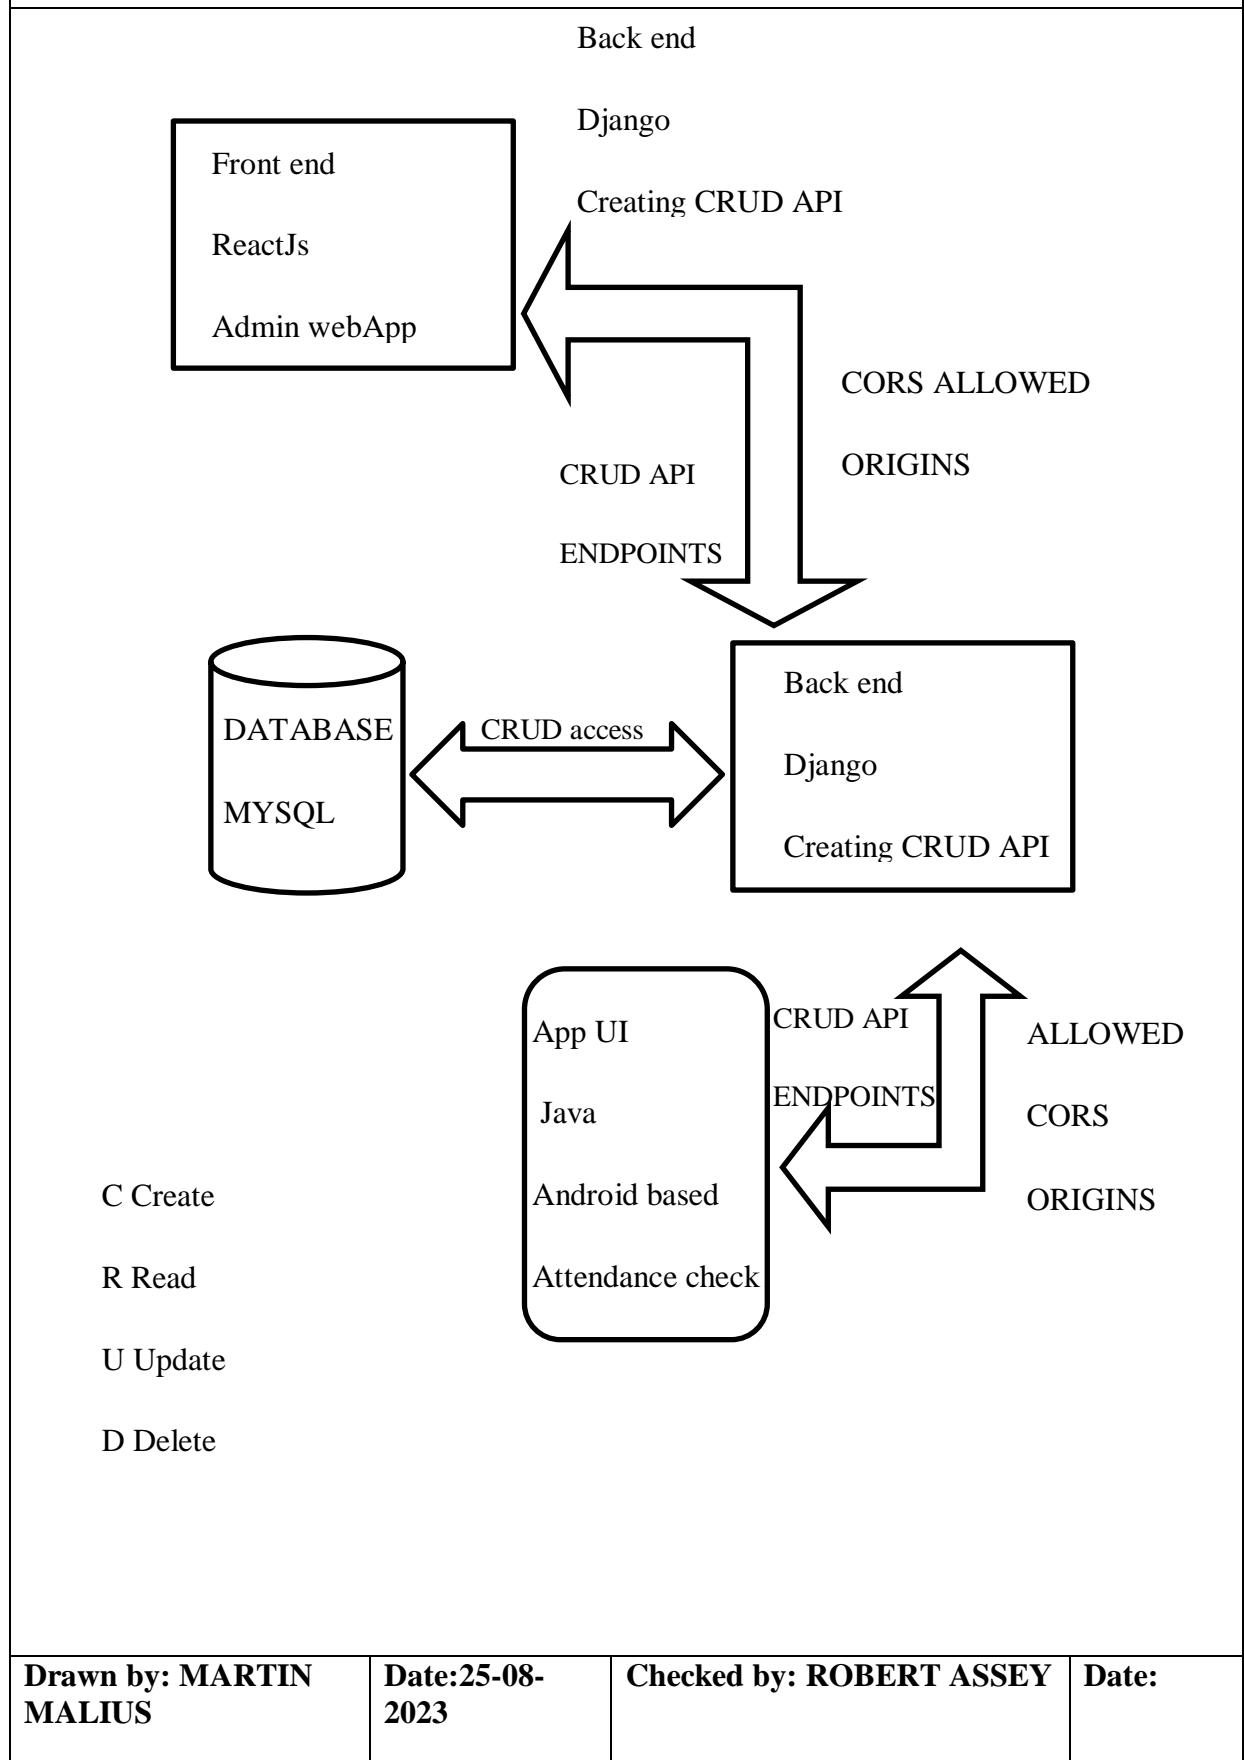 Back end
Django
Creating CRUD API
Front end
ReactJs
Admin webApp
CORS ALLOWED
ORIGINS
CRUD API
ENDPOINTS
DATABASE
MYSQL
CRUD access
Back end
Django
Creating CRUD API
App UI
Java
Android based
Attendance check
CRUD API
ENDPOINTS
ALLOWED
CORS
ORIGINS
C Create
R Read
U Update
D Delete
Drawn by: MARTIN
MALIUS
Date:25-08-
2023
Checked by: ROBERT ASSEY
Date: